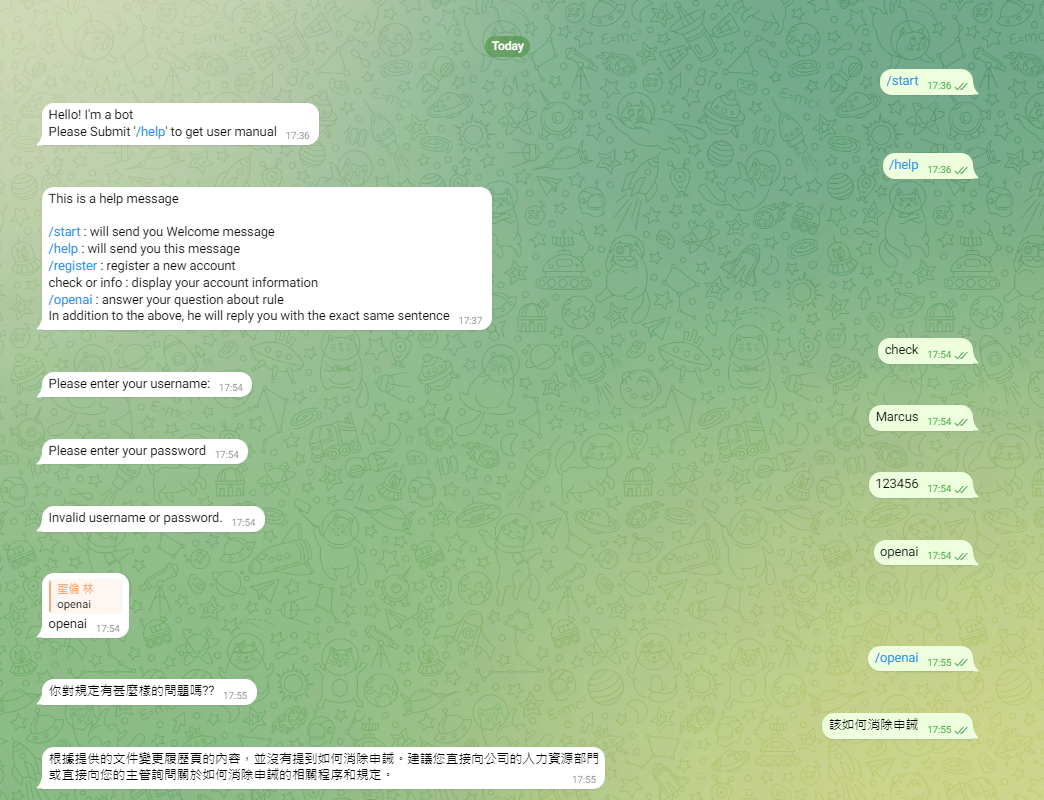 Today
/start 17:36
Hello! I'm a bot
Please Submit '/help' to get user manual 17:36
/help 17:36
This is a help message
/start : will send you Welcome message
/help : will send you this message
/register : register a new account
check or info : display your account information
/openai : answer your question about rule
In addition to the above, he will reply you with the exact same sentence 17:37
check 17:54
Please enter your username: 17:54
Marcus 17:54
Please enter your password 17:54
123456 17:54
Invalid username or password. 17:54
openai 17:54
聖倫 林
openai
openai 17:54
/openai 17:55
你對規定有甚麼樣的問題嗎?? 17:55
該如何消除申誡 17:55
根據提供的文件變更履歷頁的內容，並沒有提到如何消除申誡。建議您直接向公司的人力資源部門
或直接向您的主管詢問關於如何消除申誡的相關程序和規定。 17:55